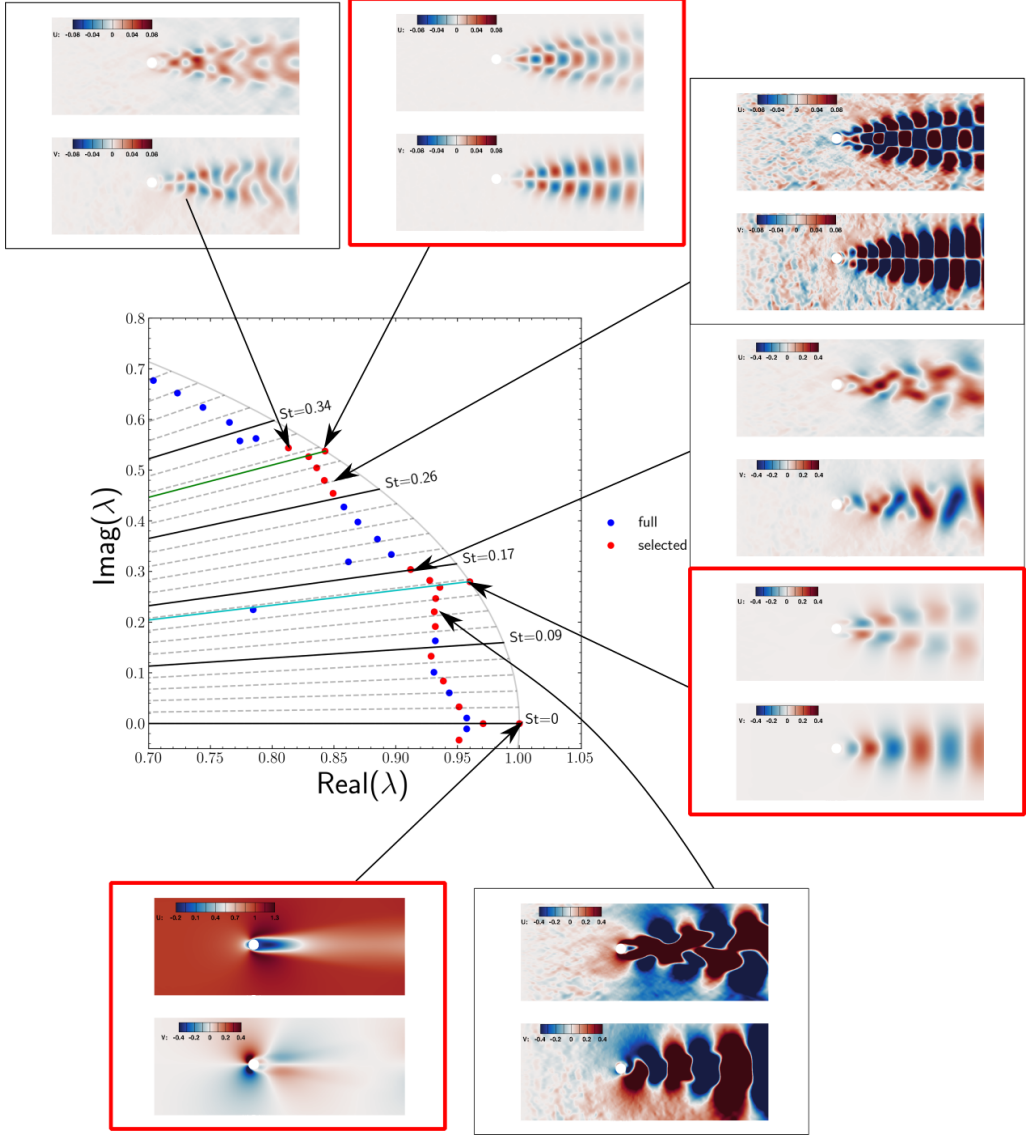 U: -0.08 -0.04 0 0.04 0.08
V: -0.08 -0.04 0 0.04 0.08
U: -0.08 -0.04 0 0.04 0.08
V: -0.08 -0.04 0 0.04 0.08
U: -0.08 -0.04 0 0.04 0.08
V: -0.08 -0.04 0 0.04 0.08
U: -0.4 -0.2 0 0.2 0.4
V: -0.4 -0.2 0 0.2 0.4
U: -0.4 -0.2 0 0.2 0.4
V: -0.4 -0.2 0 0.2 0.4
0.8
0.7
0.6
0.5
0.4
0.3
0.2
0.1
0.0
Imag(λ)
St=0.34
St=0.26
St=0.17
St=0.09
St=0
full
selected
0.70 0.75 0.80 0.85 0.90 0.95 1.00 1.05
Real(λ)
U: -0.2 0.1 0.4 0.7 1 1.3
V: -0.4 -0.2 0 0.2 0.4
U: -0.4 -0.2 0 0.2 0.4
V: -0.4 -0.2 0 0.2 0.4